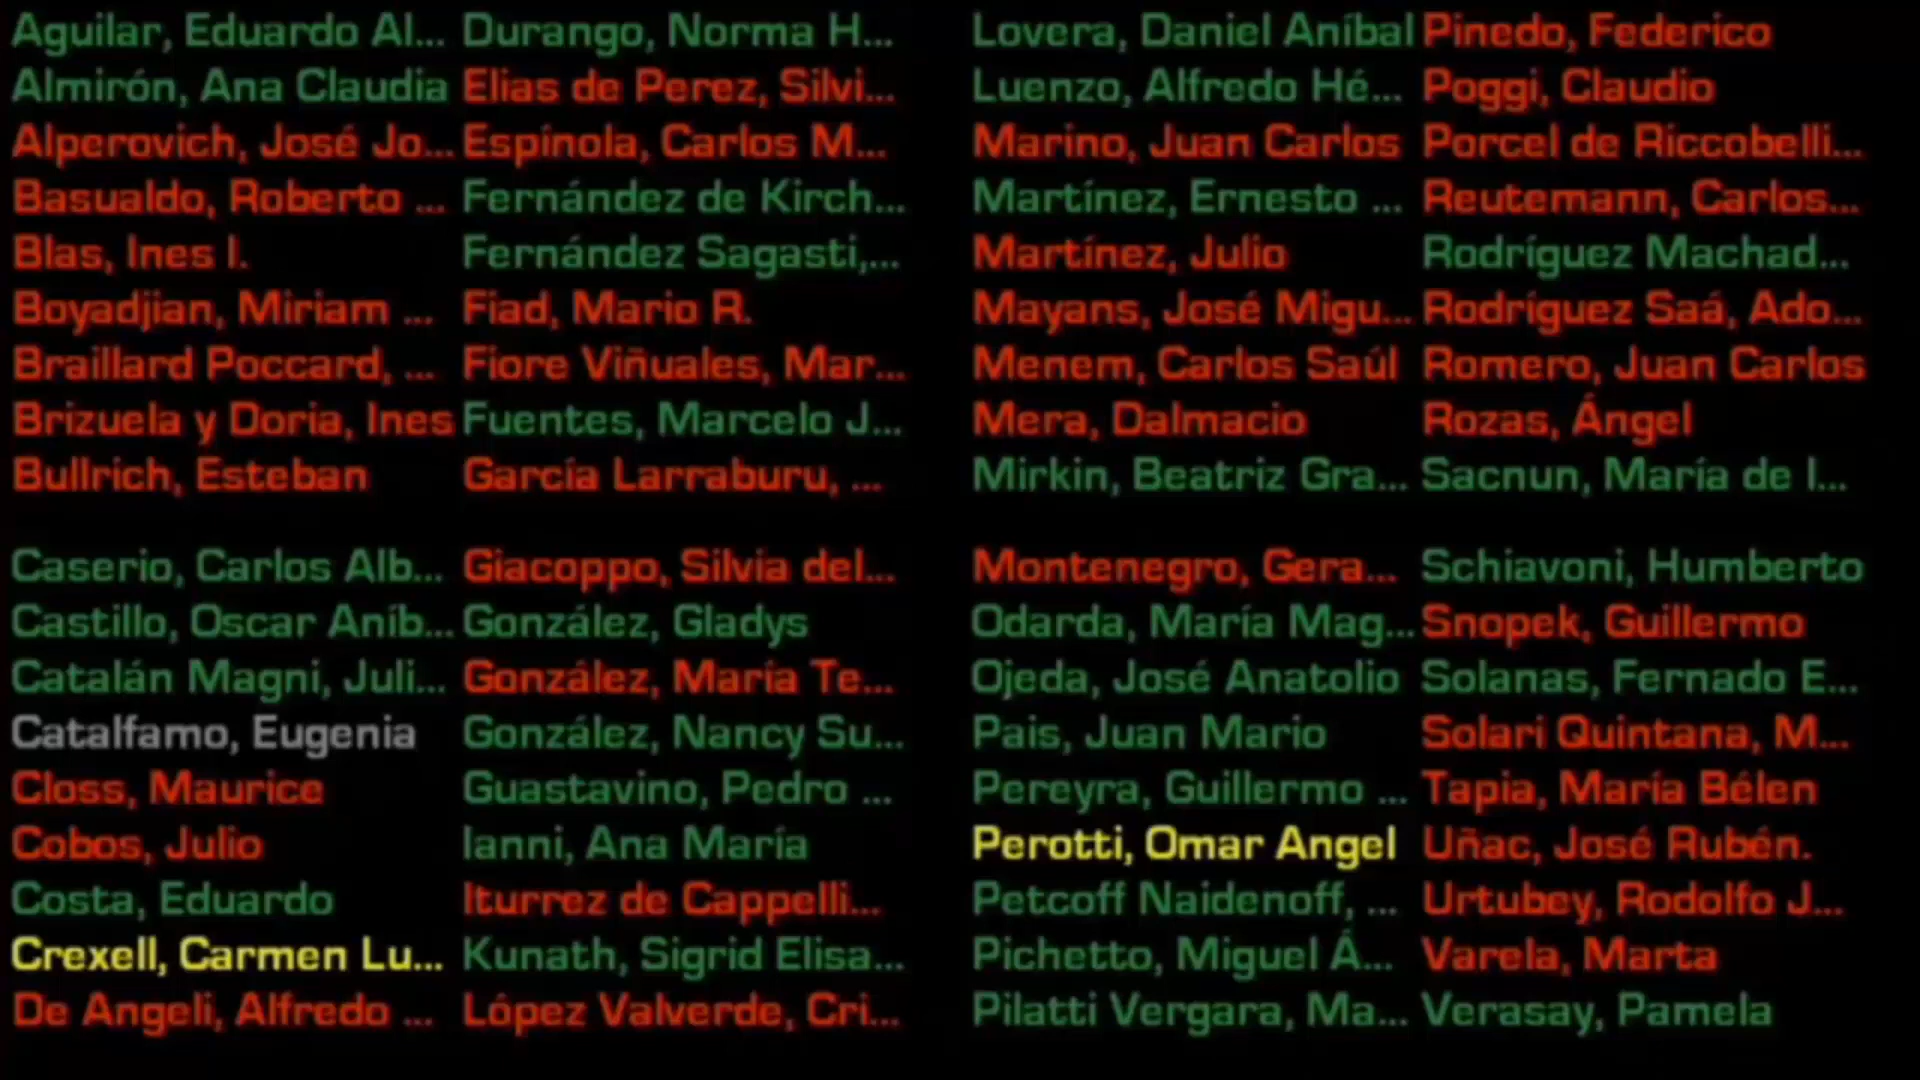 Aguilar, Eduardo Al...
Almirón, Ana Claudia
Alperovich, José Jo...
Basualdo, Roberto ...
Blas, Ines I.
Boyadjian, Miriam ...
Braillard Poccard, ...
Brizuela y Doria, Ines
Bullrich, Esteban
Caserio, Carlos Alb...
Castillo, Oscar Aníb...
Catalán Magni, Juli...
Catalfamo, Eugenia
Closs, Maurice
Cobos, Julio
Costa, Eduardo
Crexell, Carmen Lu...
De Angeli, Alfredo ...
Durango, Norma H...
Elias de Perez, Silvi...
Espínola, Carlos M...
Fernández de Kirch...
Fernández Sagasti,...
Fiad, Mario R.
Fiore Viñuales, Mar...
Fuentes, Marcelo J...
García Larraburu, ...
Giacoppo, Silvia del...
González, Gladys
González, María Te...
González, Nancy Su...
Guastavino, Pedro ...
Ianni, Ana María
Iturrez de Cappelli...
Kunath, Sigrid Elisa...
López Valverde, Cri...
Lovera, Daniel Aníbal
Luenzo, Alfredo Hé...
Marino, Juan Carlos
Martínez, Ernesto ...
Martínez, Julio
Mayans, José Migu...
Menem, Carlos Saúl
Mera, Dalmacio
Mirkin, Beatriz Gra...
Montenegro, Gera...
Odarda, María Mag...
Ojeda, José Anatolio
Pais, Juan Mario
Pereyra, Guillermo ...
Perotti, Omar Angel
Petcoff Naidenoff, ...
Pichetto, Miguel Á...
Pilatti Vergara, Ma...
Pinedo, Federico
Poggi, Claudio
Porcel de Riccobelli...
Reutemann, Carlos...
Rodríguez Machad...
Rodríguez Saá, Ado...
Romero, Juan Carlos
Rozas, Ángel
Sacnun, María de l...
Schiavoni, Humberto
Snopek, Guillermo
Solanas, Fernado E...
Solari Quintana, M...
Tapia, María Bélen
Uñac, José Rubén.
Urtubey, Rodolfo J...
Varela, Marta
Verasay, Pamela